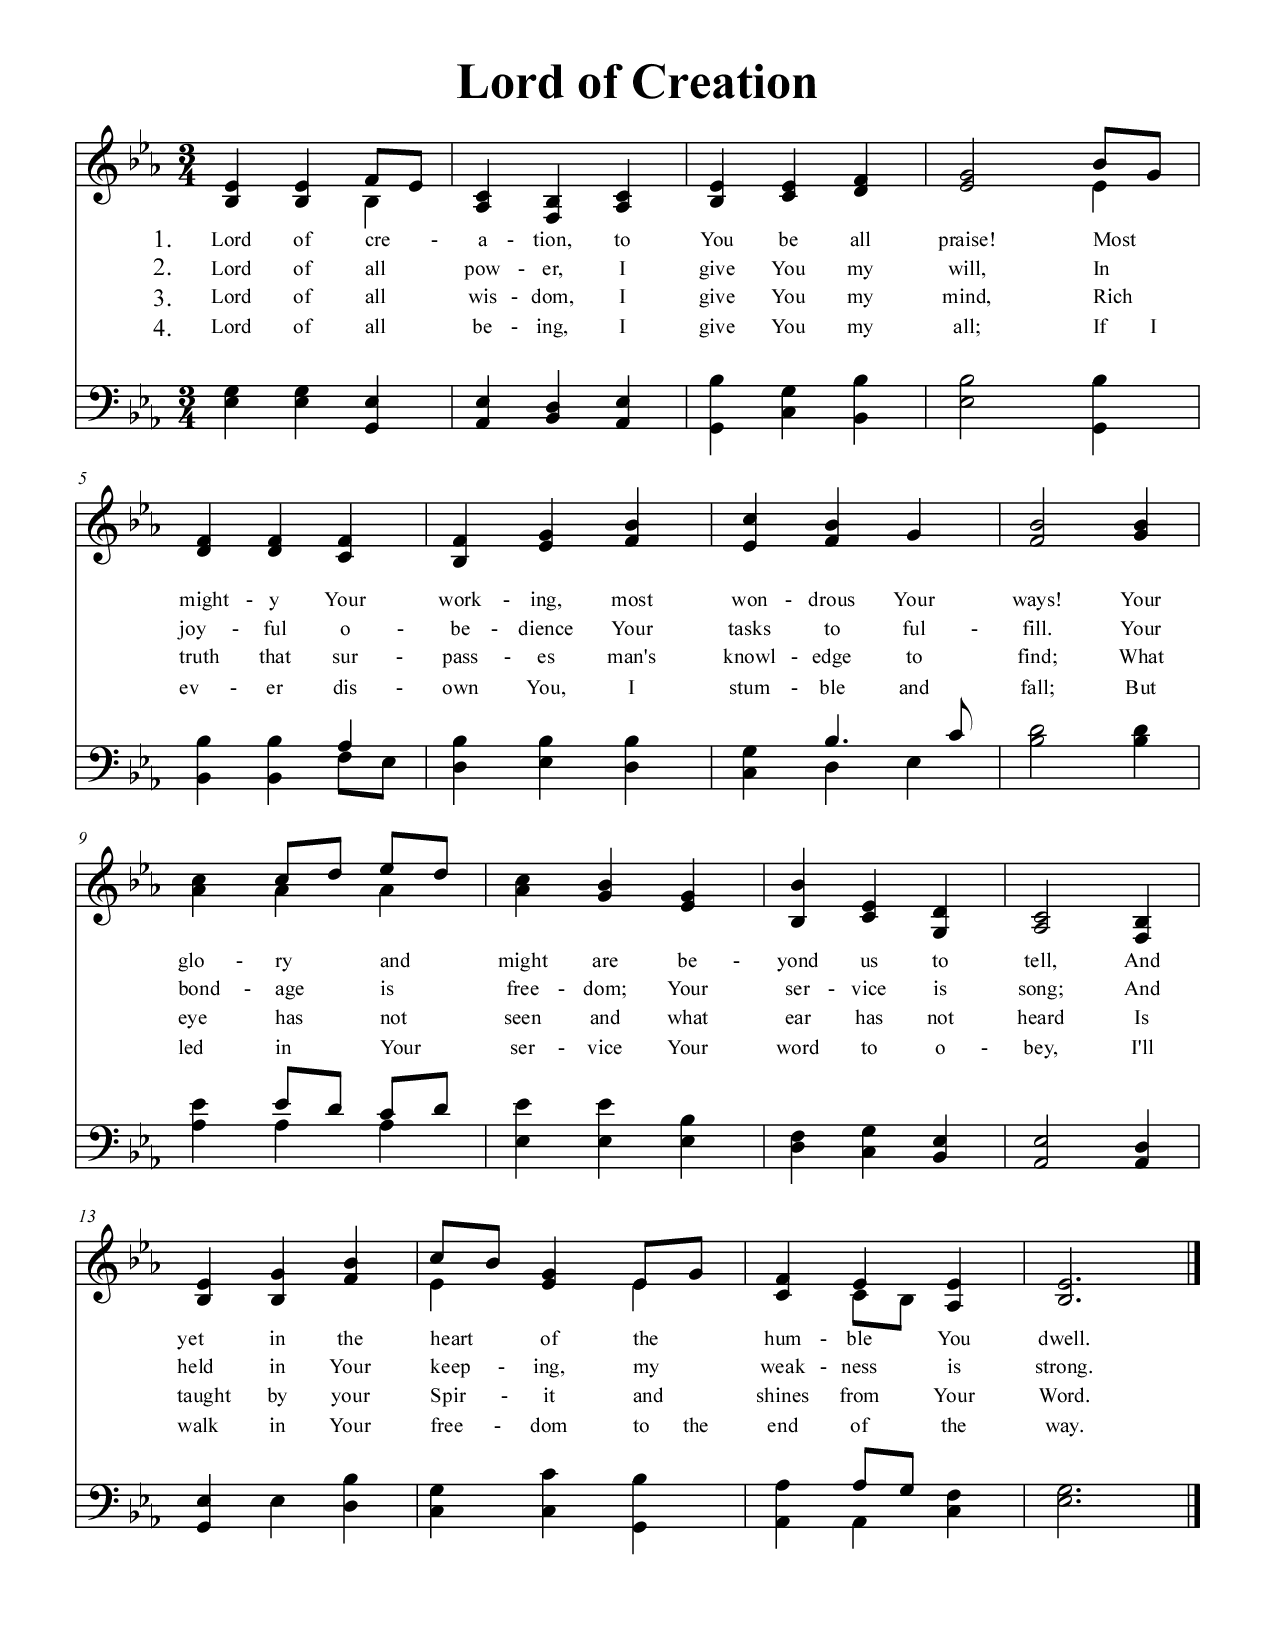 Lord of Creation
1. Lord of cre - a - tion, to You be all praise! Most
2. Lord of all pow - er, I give You my will, In
3. Lord of all wis - dom, I give You my mind, Rich
4. Lord of all be - ing, I give You my all; If I
5
might - y Your work - ing, most won - drous Your ways! Your
joy - ful o - be - dience Your tasks to ful - fill. Your
truth that sur - pass - es man's knowl - edge to find; What
ev - er dis - own You, I stum - ble and fall; But
9
glo - ry and might are be - yond us to tell, And
bond - age is free - dom; Your ser - vice is song; And
eye has not seen and what ear has not heard Is
led in Your ser - vice Your word to o - bey, I'll
13
yet in the heart of the hum - ble You dwell.
held in Your keep - ing, my weak - ness is strong.
taught by your Spir - it and shines from Your Word.
walk in Your free - dom to the end of the way.